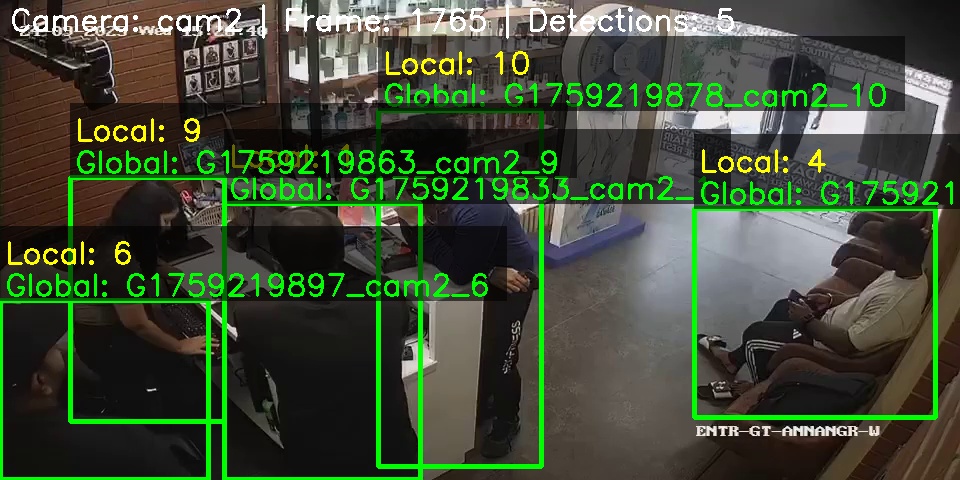 Camera: cam2 | Frame: 1765 | Detections: 5
Local: 10
Global: G1759219878_cam2_10
Local: 9
Global: G1759219863_cam2_9
Local: 4
Global: G1759219833_cam2_
Global: G175921
Local: 6
Global: G1759219897_cam2_6
ENTR-GT-ANNANGR-W